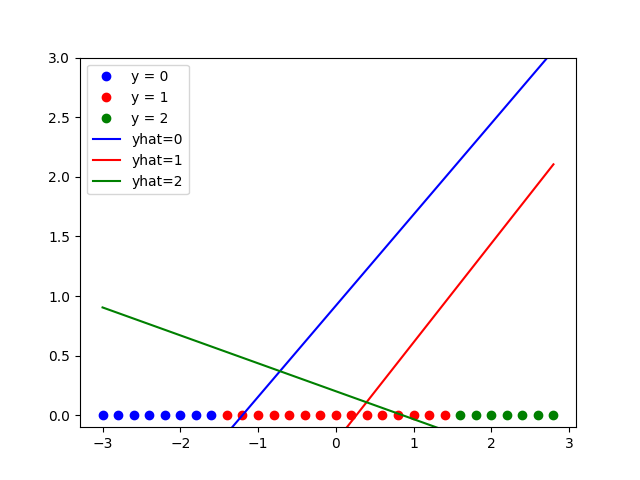 3.0
2.5
2.0
1.5
1.0
0.5
0.0
y = 0
y = 1
y = 2
yhat=0
yhat=1
yhat=2
−3 −2 −1 0 1 2 3